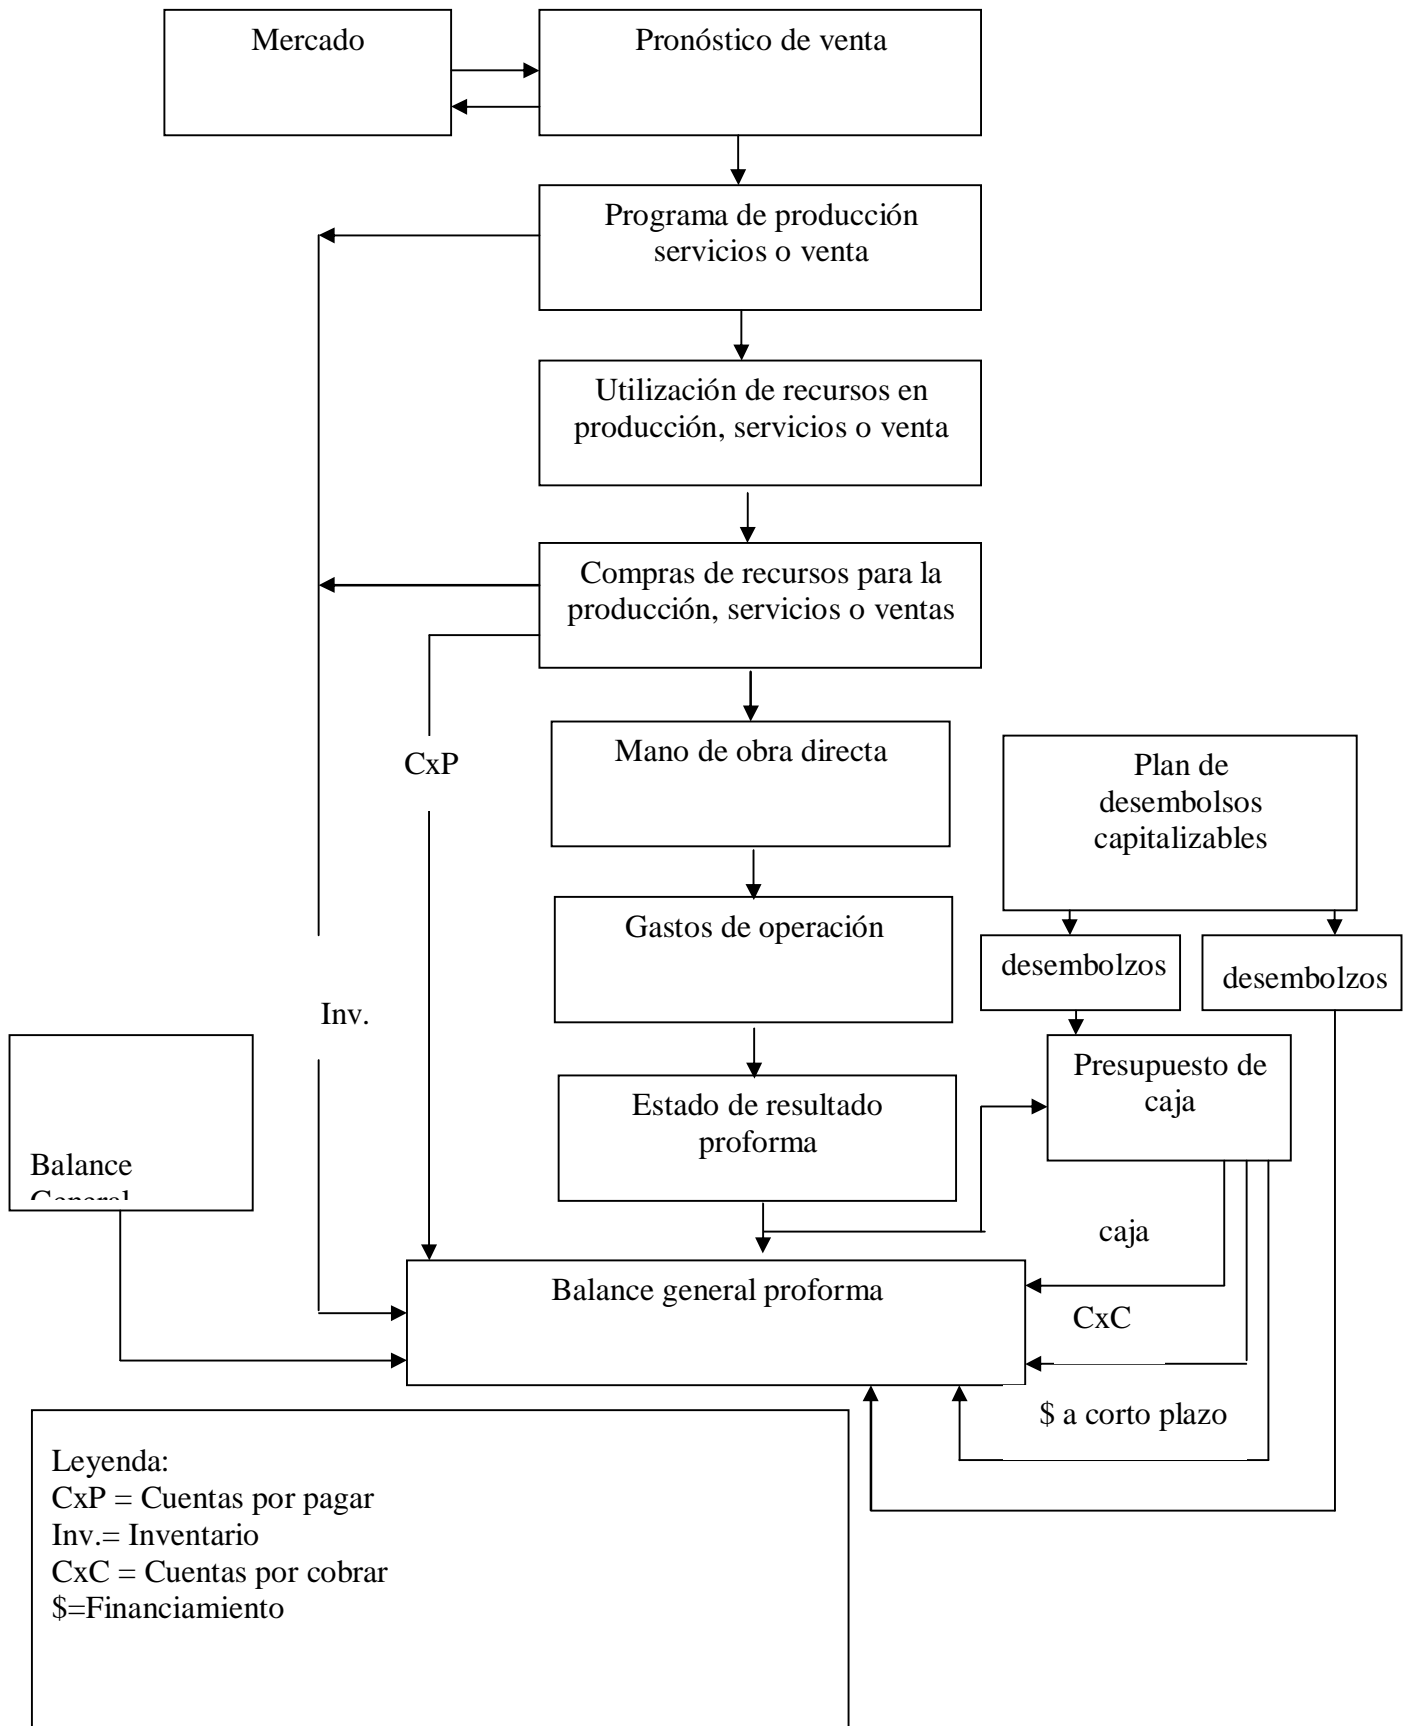 Mercado
Pronóstico de venta
Programa de producción
servicios o venta
Utilización de recursos en
producción, servicios o venta
Compras de recursos para la
producción, servicios o ventas
CxP
Mano de obra directa
Plan de
desembolsos
capitalizables
Gastos de operación
desembolzos
desembolzos
Inv.
Presupuesto de
caja
Estado de resultado
proforma
Balance
General
caja
Balance general proforma
CxC
$ a corto plazo
Leyenda:
CxP = Cuentas por pagar
Inv.= Inventario
CxC = Cuentas por cobrar
$=Financiamiento